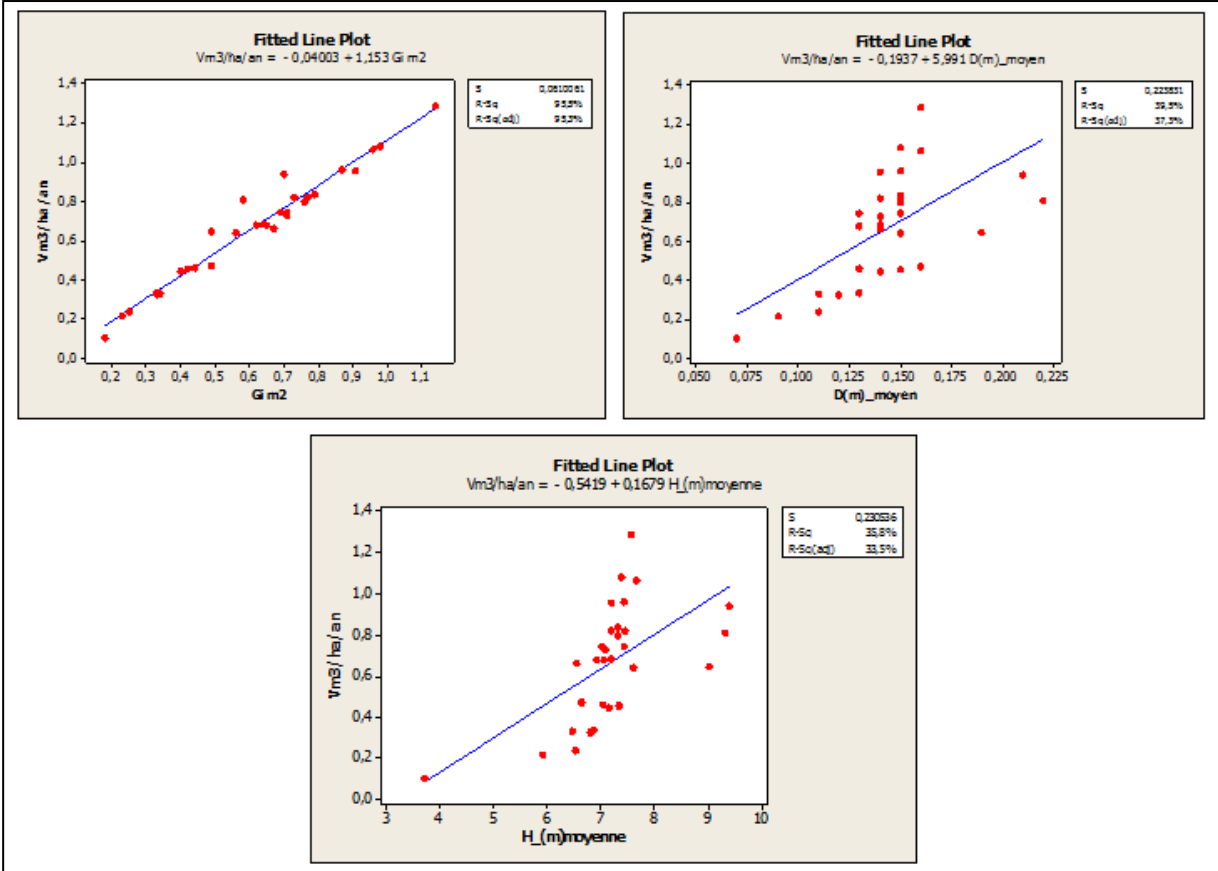 Fitted Line Plot
Vm3/ha/an = - 0,04003 + 1,153 Gi m2
S 0,0610061
R-Sq
R-Sq(adj)
1,4
1,2
1,0
0,8
0,6
0,4
0,2
0,0
Vm3/ha/an
0,2 0,3 0,4 0,5 0,6 0,7 0,8 0,9 1,0 1,1
Gi m2
Fitted Line Plot
Vm3/ha/an = - 0,1937 + 5,991 D(m)_moyen
S
R-Sq
R-Sq(adj) 37,3%
1,4
1,2
1,0
0,8
0,6
0,4
0,2
0,0
Vm3/ha/an
0,050 0,075 0,100 0,125 0,150 0,175 0,200 0,225
D(m)_moyen
Fitted Line Plot
Vm3/ha/an = - 0,5419 + 0,1679 H_(m)moyenne
S 0,230536
R-Sq 35,8%
R-Sq(adj) 33,5%
1,4
1,2
1,0
0,8
0,6
0,4
0,2
0,0
Vm3/ha/an
3 4 5 6 7 8 9 10
H_(m)moyenne